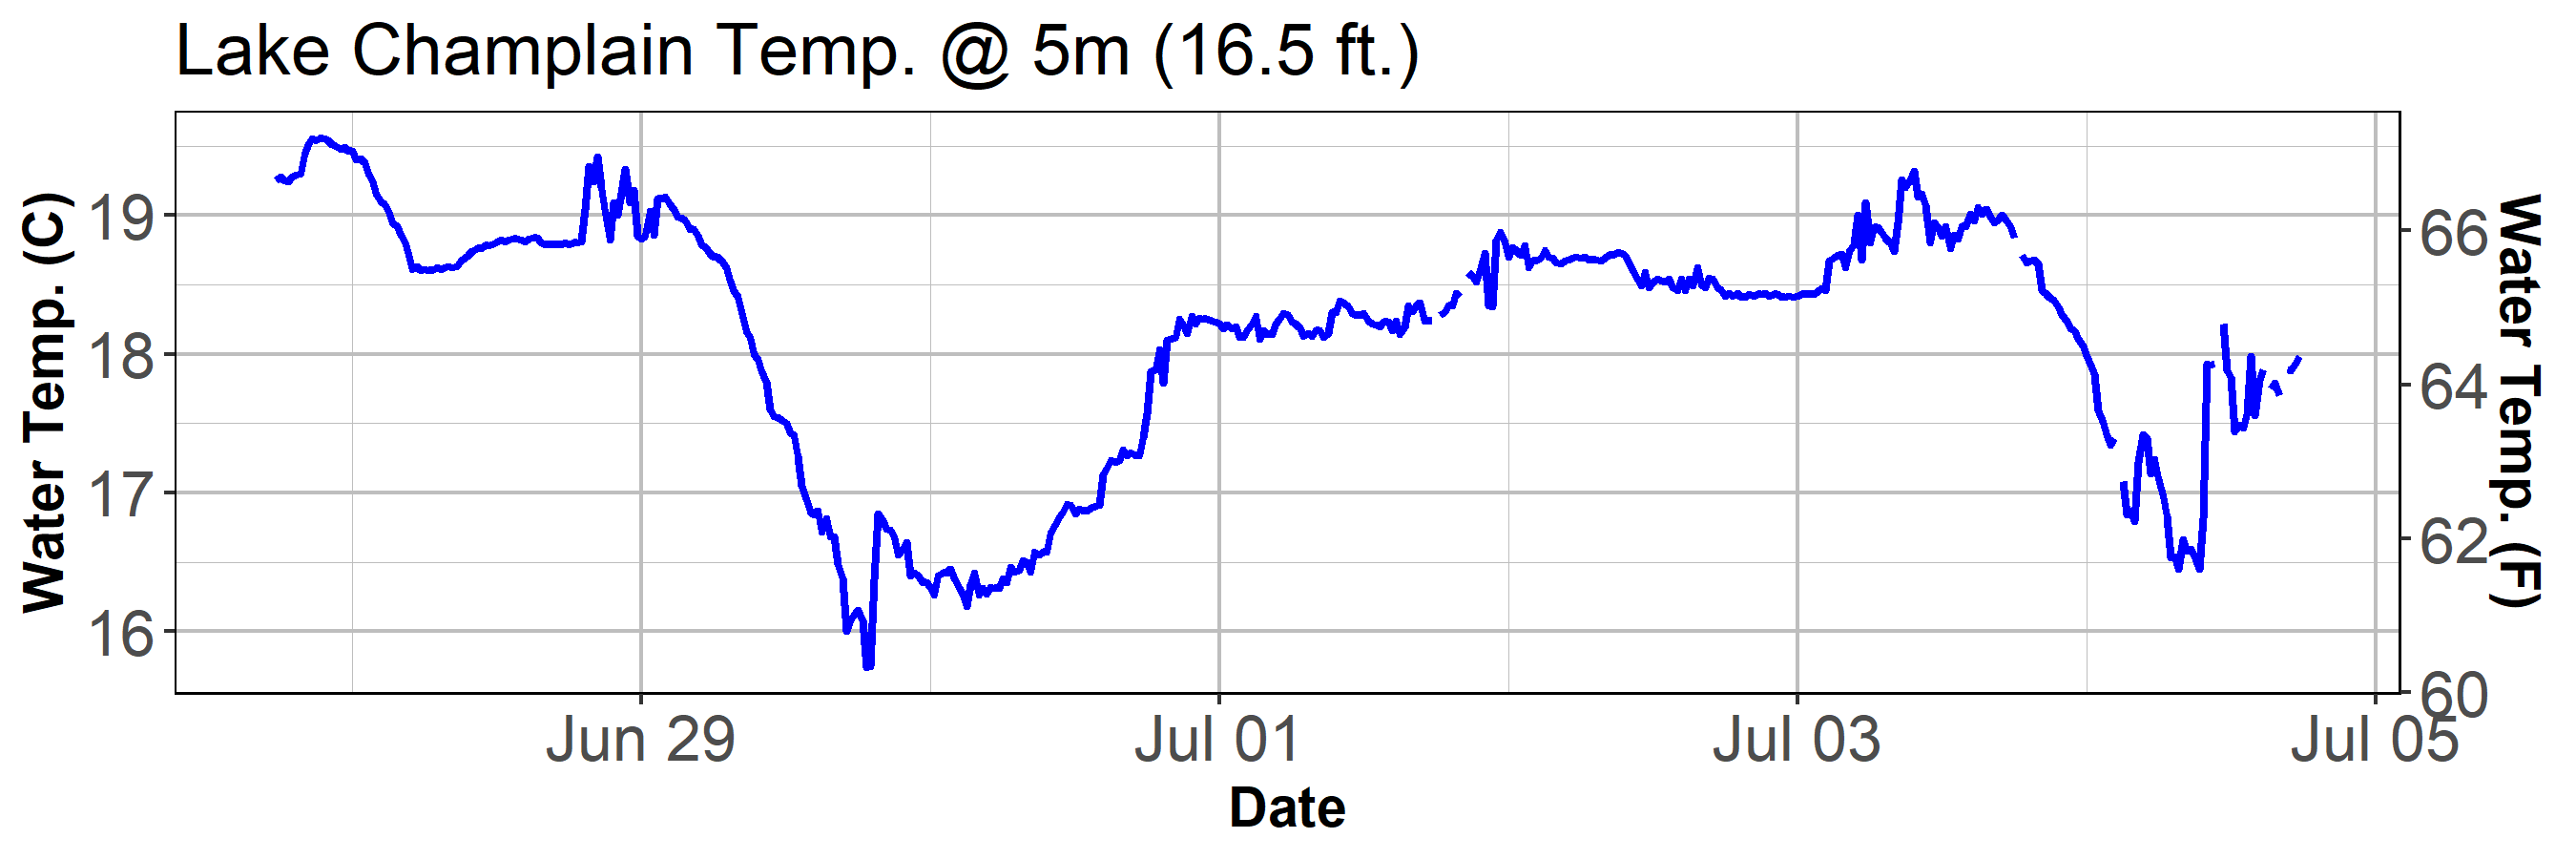 Lake Champlain Temp. @ 5m (16.5 ft.)
Water Temp. (C)
19
18
17
16
66
64
62
60
Water Temp. (F)
Jun 29 Jul 01 Jul 03 Jul 05
Date